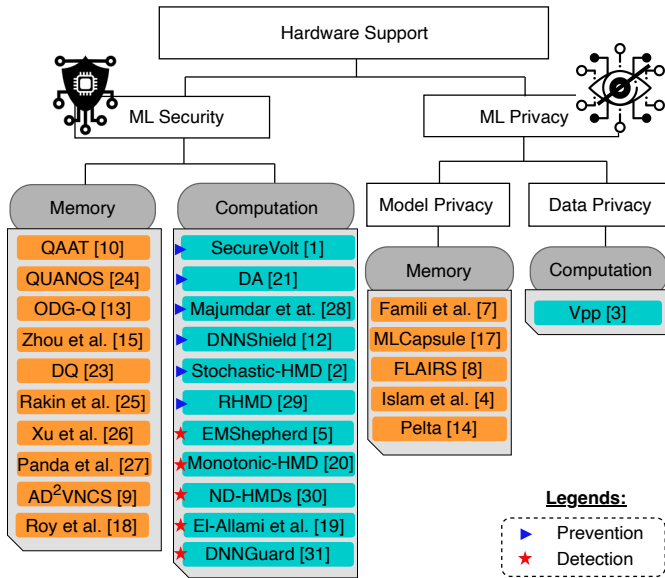 Hardware Support
ML Security
ML Privacy
Memory
QAAT [10]
QUANOS [24]
ODG-Q [13]
Zhou et al. [15]
DQ [23]
Rakin et al. [25]
Xu et al. [26]
Panda et al. [27]
AD²VNCS [9]
Roy et al. [18]
Computation
SecureVolt [1]
DA [21]
Majumdar et at. [28]
DNNShield [12]
Stochastic-HMD [2]
RHMD [29]
EMShepherd [5]
Monotonic-HMD [20]
ND-HMDs [30]
El-Allami et al. [19]
DNNGuard [31]
Model Privacy
Memory
Famili et al. [7]
MLCapsule [17]
FLAIRS [8]
Islam et al. [4]
Pelta [14]
Data Privacy
Computation
Vpp [3]
Legends:
Prevention
Detection